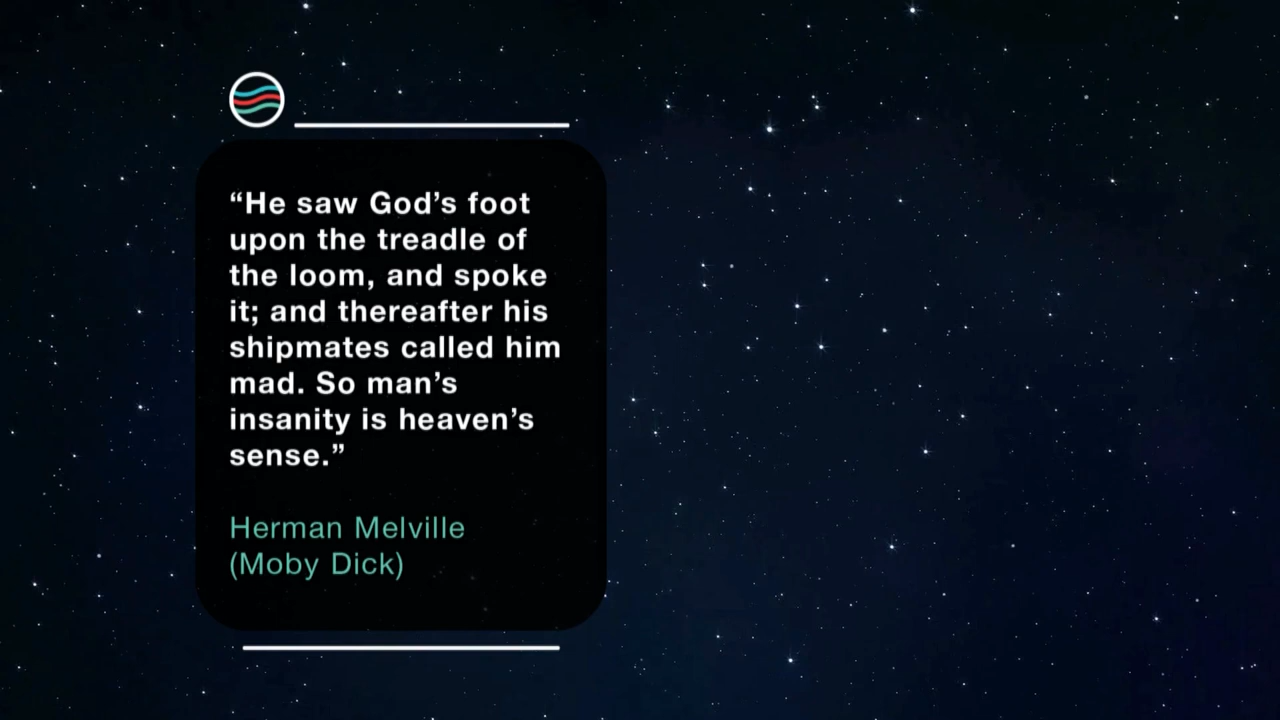 “He saw God’s foot
upon the treadle of
the loom, and spoke
it; and thereafter his
shipmates called him
mad. So man’s
insanity is heaven’s
sense.”
Herman Melville
(Moby Dick)